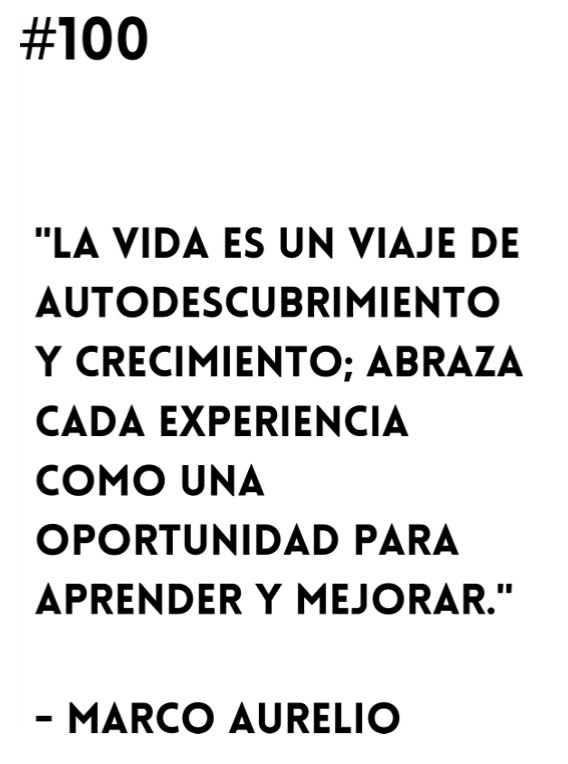 #100
"LA VIDA ES UN VIAJE DE
AUTODESCUBRIMIENTO
Y CRECIMIENTO; ABRAZA
CADA EXPERIENCIA
COMO UNA
OPORTUNIDAD PARA
APRENDER Y MEJORAR."
- MARCO AURELIO